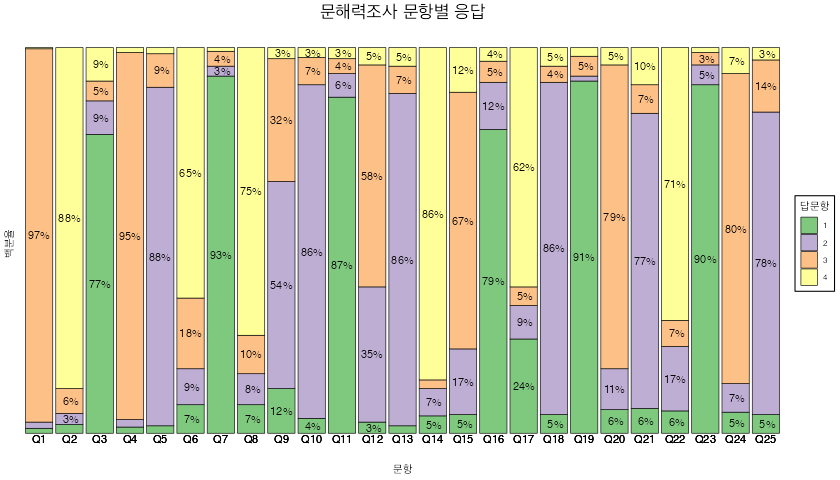 문해력조사 문항별 응답
9% 3% 3% 3% 3% 5% 5% 12% 4% 5% 5% 5% 10% 3% 7% 3%
5% 9% 4% 7% 4% 7% 5% 4% 7% 5% 14%
9% 3% 6% 12%
97% 88% 77% 95% 88% 65% 93% 75% 32% 86% 87% 58% 86% 86% 67% 79% 62% 86% 91% 79% 77% 71% 90% 80% 78%
18% 10% 54% 35% 5% 9% 7%
6% 3% 9% 8% 7% 17% 24% 11% 17% 7%
7% 7% 12% 4% 3% 5% 5% 5% 6% 6% 6% 5% 5%
Q1 Q2 Q3 Q4 Q5 Q6 Q7 Q8 Q9 Q10 Q11 Q12 Q13 Q14 Q15 Q16 Q17 Q18 Q19 Q20 Q21 Q22 Q23 Q24 Q25
문항
백분율
답문항
1
2
3
4